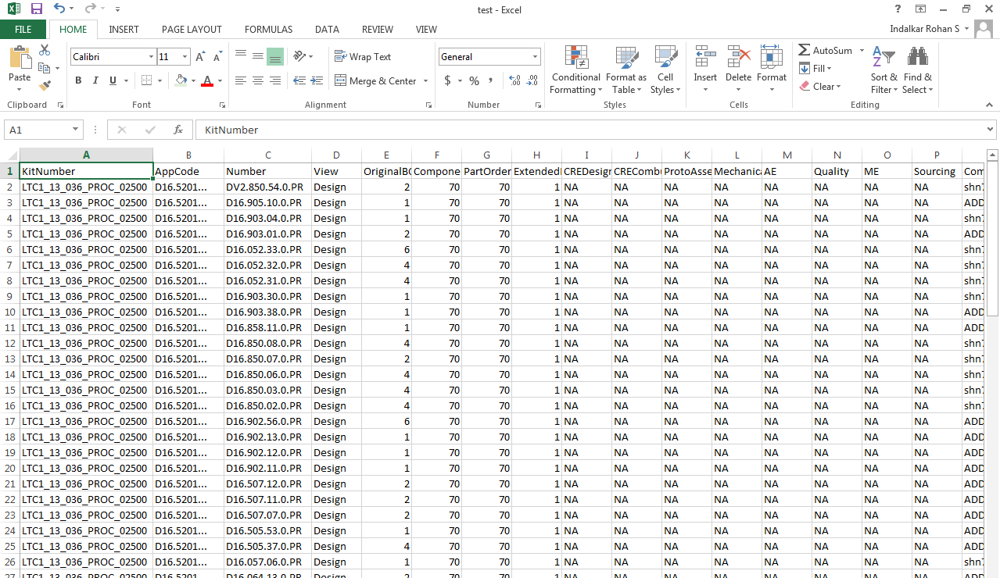 test - Excel
FILE HOME INSERT PAGE LAYOUT FORMULAS DATA REVIEW VIEW Indalkar Rohan S
Paste
Clipboard
Calibri 11
B I U A
Font
Wrap Text
Merge & Center
Alignment
General
$ % ,
Number
Conditional Formatting
Format as Table
Cell Styles
Styles
Insert Delete Format
Cells
AutoSum
Fill
Clear
Sort & Filter
Find & Select
Editing
A1 fx KitNumber
A B C D E F G H I J K L M N O P
1 KitNumber AppCode Number View OriginalBO Compone PartOrder Extended CREDesign CREComb ProtoAsse Mechanica AE Quality ME Sourcing Com
2 LTC1_13_036_PROC_02500 D16.5201... DV2.850.54.0.PR Design 2 70 70 1 NA NA NA NA NA NA NA NA shn7
3 LTC1_13_036_PROC_02500 D16.5201... D16.905.10.0.PR Design 1 70 70 1 NA NA NA NA NA NA NA NA ADD
4 LTC1_13_036_PROC_02500 D16.5201... D16.903.04.0.PR Design 1 70 70 1 NA NA NA NA NA NA NA NA shn7
5 LTC1_13_036_PROC_02500 D16.5201... D16.903.01.0.PR Design 2 70 70 1 NA NA NA NA NA NA NA NA ADD
6 LTC1_13_036_PROC_02500 D16.5201... D16.052.33.0.PR Design 6 70 70 1 NA NA NA NA NA NA NA NA shn7
7 LTC1_13_036_PROC_02500 D16.5201... D16.052.32.0.PR Design 4 70 70 1 NA NA NA NA NA NA NA NA shn7
8 LTC1_13_036_PROC_02500 D16.5201... D16.052.31.0.PR Design 4 70 70 1 NA NA NA NA NA NA NA NA shn7
9 LTC1_13_036_PROC_02500 D16.5201... D16.903.30.0.PR Design 1 70 70 1 NA NA NA NA NA NA NA NA shn7
10 LTC1_13_036_PROC_02500 D16.5201... D16.903.38.0.PR Design 1 70 70 1 NA NA NA NA NA NA NA NA ADD
11 LTC1_13_036_PROC_02500 D16.5201... D16.858.11.0.PR Design 1 70 70 1 NA NA NA NA NA NA NA NA ADD
12 LTC1_13_036_PROC_02500 D16.5201... D16.850.08.0.PR Design 4 70 70 1 NA NA NA NA NA NA NA NA shn7
13 LTC1_13_036_PROC_02500 D16.5201... D16.850.07.0.PR Design 2 70 70 1 NA NA NA NA NA NA NA NA ADD
14 LTC1_13_036_PROC_02500 D16.5201... D16.850.06.0.PR Design 4 70 70 1 NA NA NA NA NA NA NA NA shn7
15 LTC1_13_036_PROC_02500 D16.5201... D16.850.03.0.PR Design 4 70 70 1 NA NA NA NA NA NA NA NA shn7
16 LTC1_13_036_PROC_02500 D16.5201... D16.850.02.0.PR Design 4 70 70 1 NA NA NA NA NA NA NA NA shn7
17 LTC1_13_036_PROC_02500 D16.5201... D16.902.56.0.PR Design 6 70 70 1 NA NA NA NA NA NA NA NA ADD
18 LTC1_13_036_PROC_02500 D16.5201... D16.902.13.0.PR Design 1 70 70 1 NA NA NA NA NA NA NA NA ADD
19 LTC1_13_036_PROC_02500 D16.5201... D16.902.12.0.PR Design 1 70 70 1 NA NA NA NA NA NA NA NA ADD
20 LTC1_13_036_PROC_02500 D16.5201... D16.902.11.0.PR Design 1 70 70 1 NA NA NA NA NA NA NA NA ADD
21 LTC1_13_036_PROC_02500 D16.5201... D16.507.12.0.PR Design 2 70 70 1 NA NA NA NA NA NA NA NA ADD
22 LTC1_13_036_PROC_02500 D16.5201... D16.507.11.0.PR Design 2 70 70 1 NA NA NA NA NA NA NA NA ADD
23 LTC1_13_036_PROC_02500 D16.5201... D16.507.07.0.PR Design 2 70 70 1 NA NA NA NA NA NA NA NA ADD
24 LTC1_13_036_PROC_02500 D16.5201... D16.505.53.0.PR Design 1 70 70 1 NA NA NA NA NA NA NA NA ADD
25 LTC1_13_036_PROC_02500 D16.5201... D16.505.37.0.PR Design 4 70 70 1 NA NA NA NA NA NA NA NA ADD
26 LTC1_13_036_PROC_02500 D16.5201... D16.057.06.0.PR Design 1 70 70 1 NA NA NA NA NA NA NA NA shn7
27 LTC1_13_036_PROC_02500 D16.5201... D16.064.13.0.PR Design 2 70 70 1 NA NA NA NA NA NA NA NA ADD